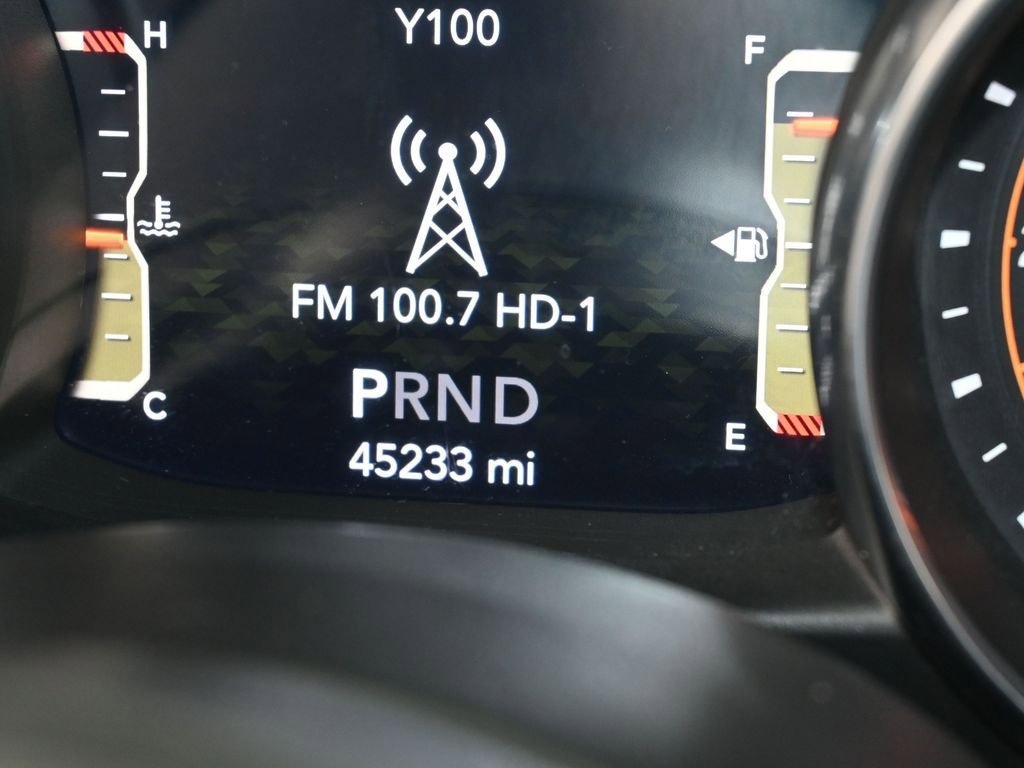 H
Y100
F
FM 100.7 HD-1
PRND
C
E
45233 mi